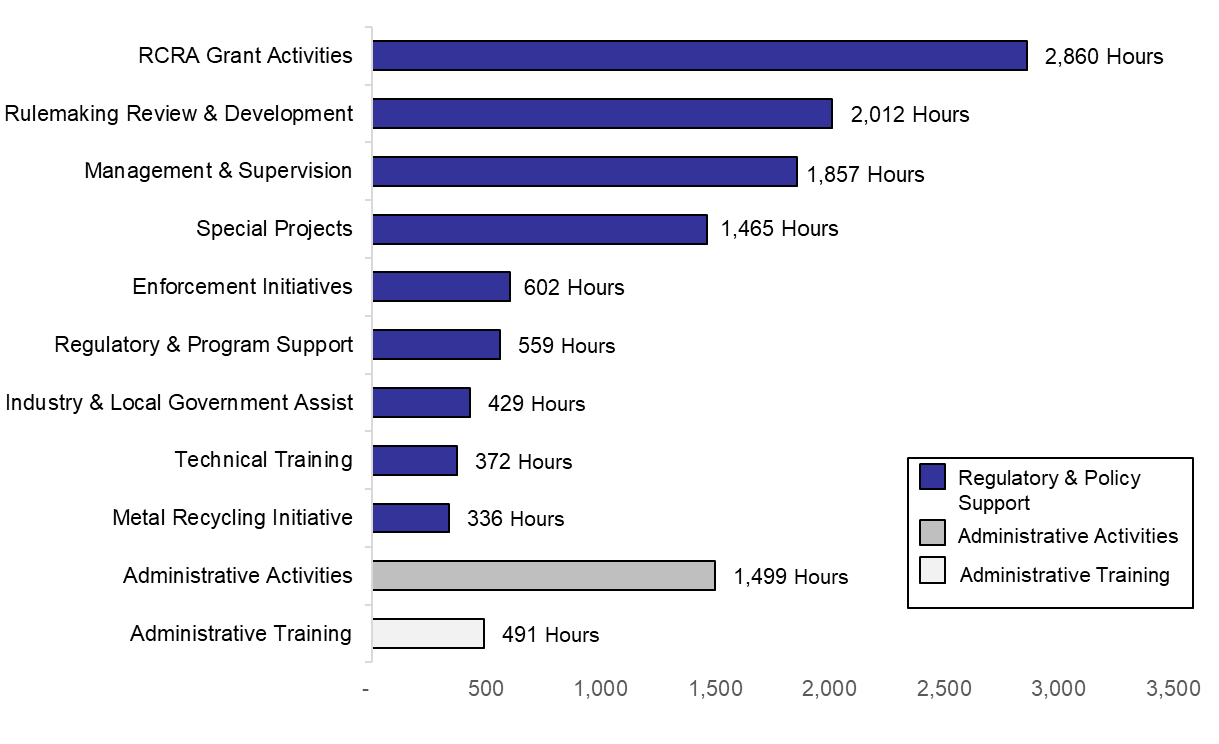 RCRA Grant Activities 2,860 Hours
Rulemaking Review & Development 2,012 Hours
Management & Supervision 1,857 Hours
Special Projects 1,465 Hours
Enforcement Initiatives 602 Hours
Regulatory & Program Support 559 Hours
Industry & Local Government Assist 429 Hours
Technical Training 372 Hours
Metal Recycling Initiative 336 Hours
Administrative Activities 1,499 Hours
Administrative Training 491 Hours
Regulatory & Policy
Support
Administrative Activities
Administrative Training
- 500 1,000 1,500 2,000 2,500 3,000 3,500